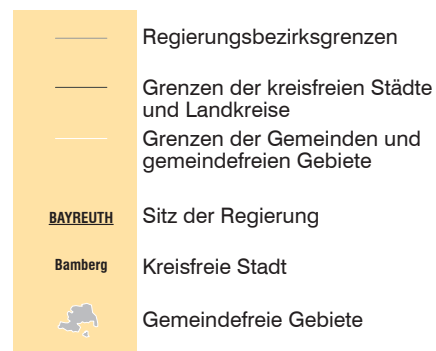 Regierungsbezirksgrenzen
Grenzen der kreisfreien Städte
und Landkreise
Grenzen der Gemeinden und
gemeindefreien Gebiete
BAYREUTH Sitz der Regierung
Bamberg Kreisfreie Stadt
Gemeindefreie Gebiete